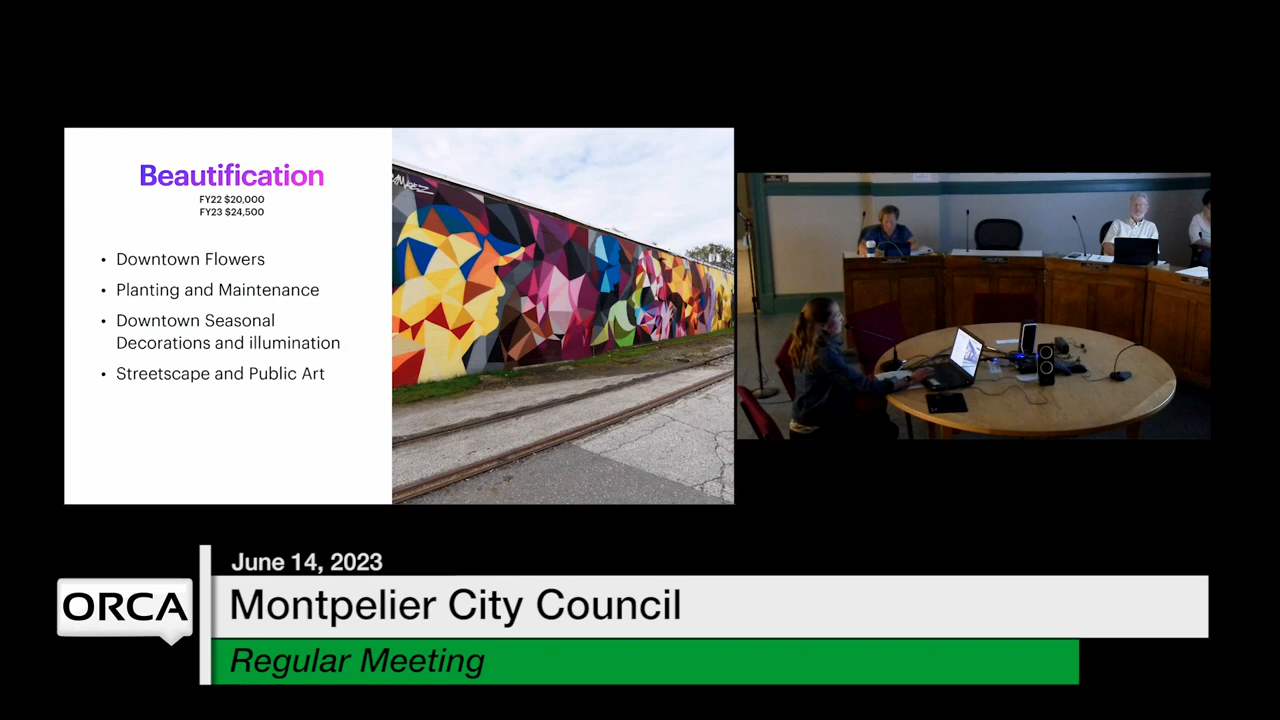 Beautification
FY22 $20,000
FY23 $24,500
• Downtown Flowers
• Planting and Maintenance
• Downtown Seasonal
Decorations and illumination
• Streetscape and Public Art
June 14, 2023
ORCA
Montpelier City Council
Regular Meeting